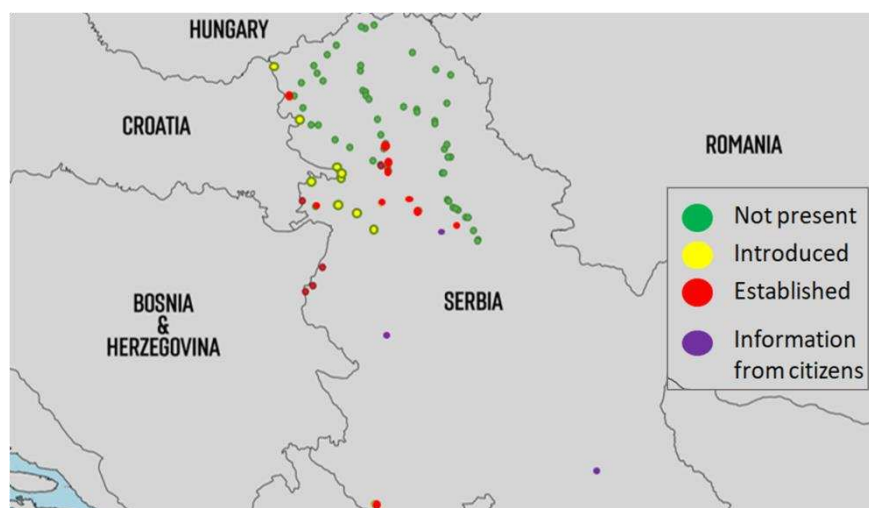 HUNGARY
CROATIA
ROMANIA
BOSNIA
&
HERZEGOVINA
SERBIA
Not present
Introduced
Established
Information
from citizens